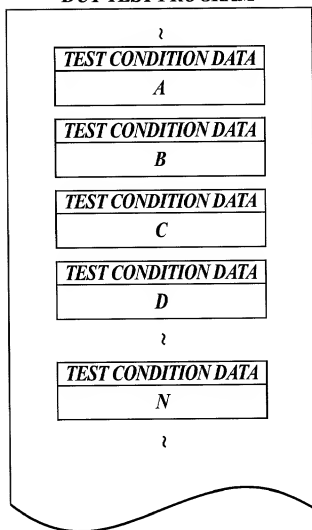 DUT TEST PROGRAM
~
TEST CONDITION DATA
A
TEST CONDITION DATA
B
TEST CONDITION DATA
C
TEST CONDITION DATA
D
~
TEST CONDITION DATA
N
~